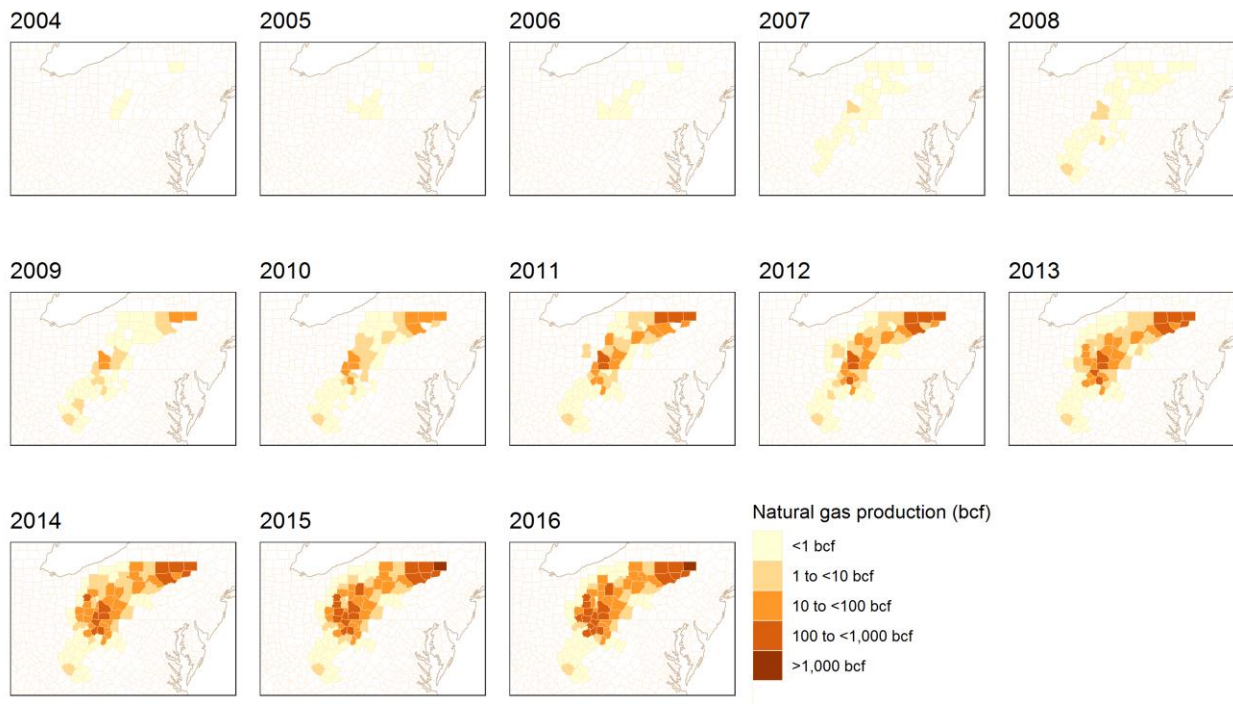 2004
2005
2006
2007
2008
2009
2010
2011
2012
2013
2014
2015
2016
Natural gas production (bcf)
<1 bcf
1 to <10 bcf
10 to <100 bcf
100 to <1,000 bcf
>1,000 bcf